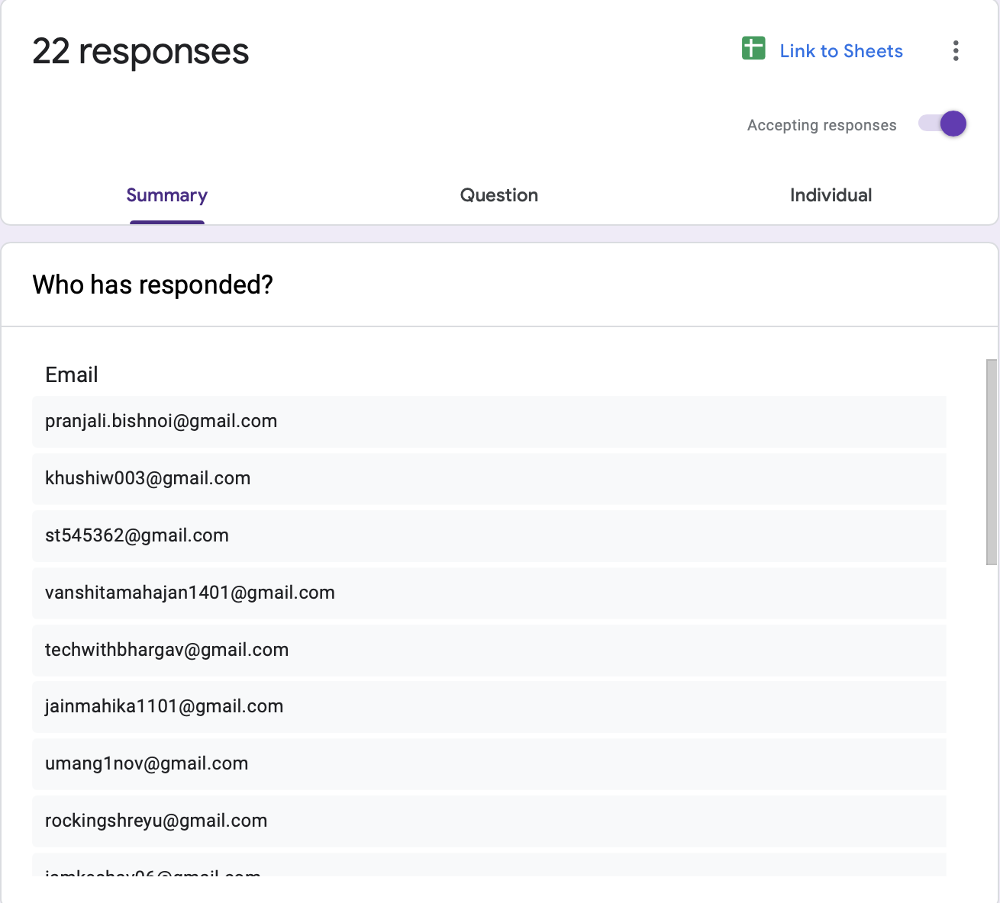 22 responses
Link to Sheets
Accepting responses
Summary
Question
Individual
Who has responded?
Email
pranjali.bishnoi@gmail.com
khushiw003@gmail.com
st545362@gmail.com
vanshitamahajan1401@gmail.com
techwithbhargav@gmail.com
jainmahika1101@gmail.com
umang1nov@gmail.com
rockingshreyu@gmail.com